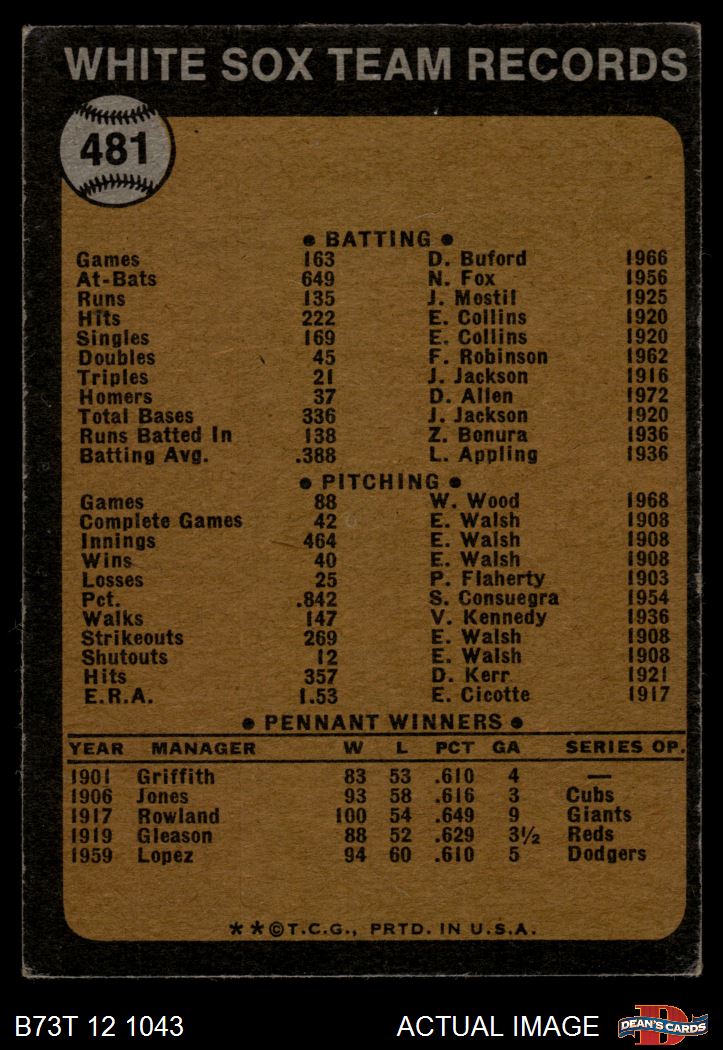 WHITE SOX TEAM RECORDS
481
● BATTING ●
Games 163 D. Buford 1966
At-Bats 649 N. Fox 1956
Runs 135 J. Mostil 1925
Hits 222 E. Collins 1920
Singles 169 E. Collins 1920
Doubles 45 F. Robinson 1962
Triples 21 J. Jackson 1916
Homers 37 D. Allen 1972
Total Bases 336 J. Jackson 1920
Runs Batted In 138 Z. Bonura 1936
Batting Avg. .388 L. Appling 1936
● PITCHING ●
Games 88 W. Wood 1968
Complete Games 42 E. Walsh 1908
Innings 464 E. Walsh 1908
Wins 40 E. Walsh 1908
Losses 25 P. Flaherty 1903
Pct. .842 S. Consuegra 1954
Walks 147 V. Kennedy 1936
Strikeouts 269 E. Walsh 1908
Shutouts 12 E. Walsh 1908
Hits 357 D. Kerr 1921
E.R.A. 1.53 E. Cicotte 1917
● PENNANT WINNERS ●
YEAR MANAGER W L PCT GA SERIES OP.
1901 Griffith 83 53 .610 4 —
1906 Jones 93 58 .616 3 Cubs
1917 Rowland 100 54 .649 9 Giants
1919 Gleason 88 52 .629 3½ Reds
1959 Lopez 94 60 .610 5 Dodgers
**©T.C.G., PRTD. IN U.S.A.
B73T 12 1043 ACTUAL IMAGE D DEAN'S CARDS